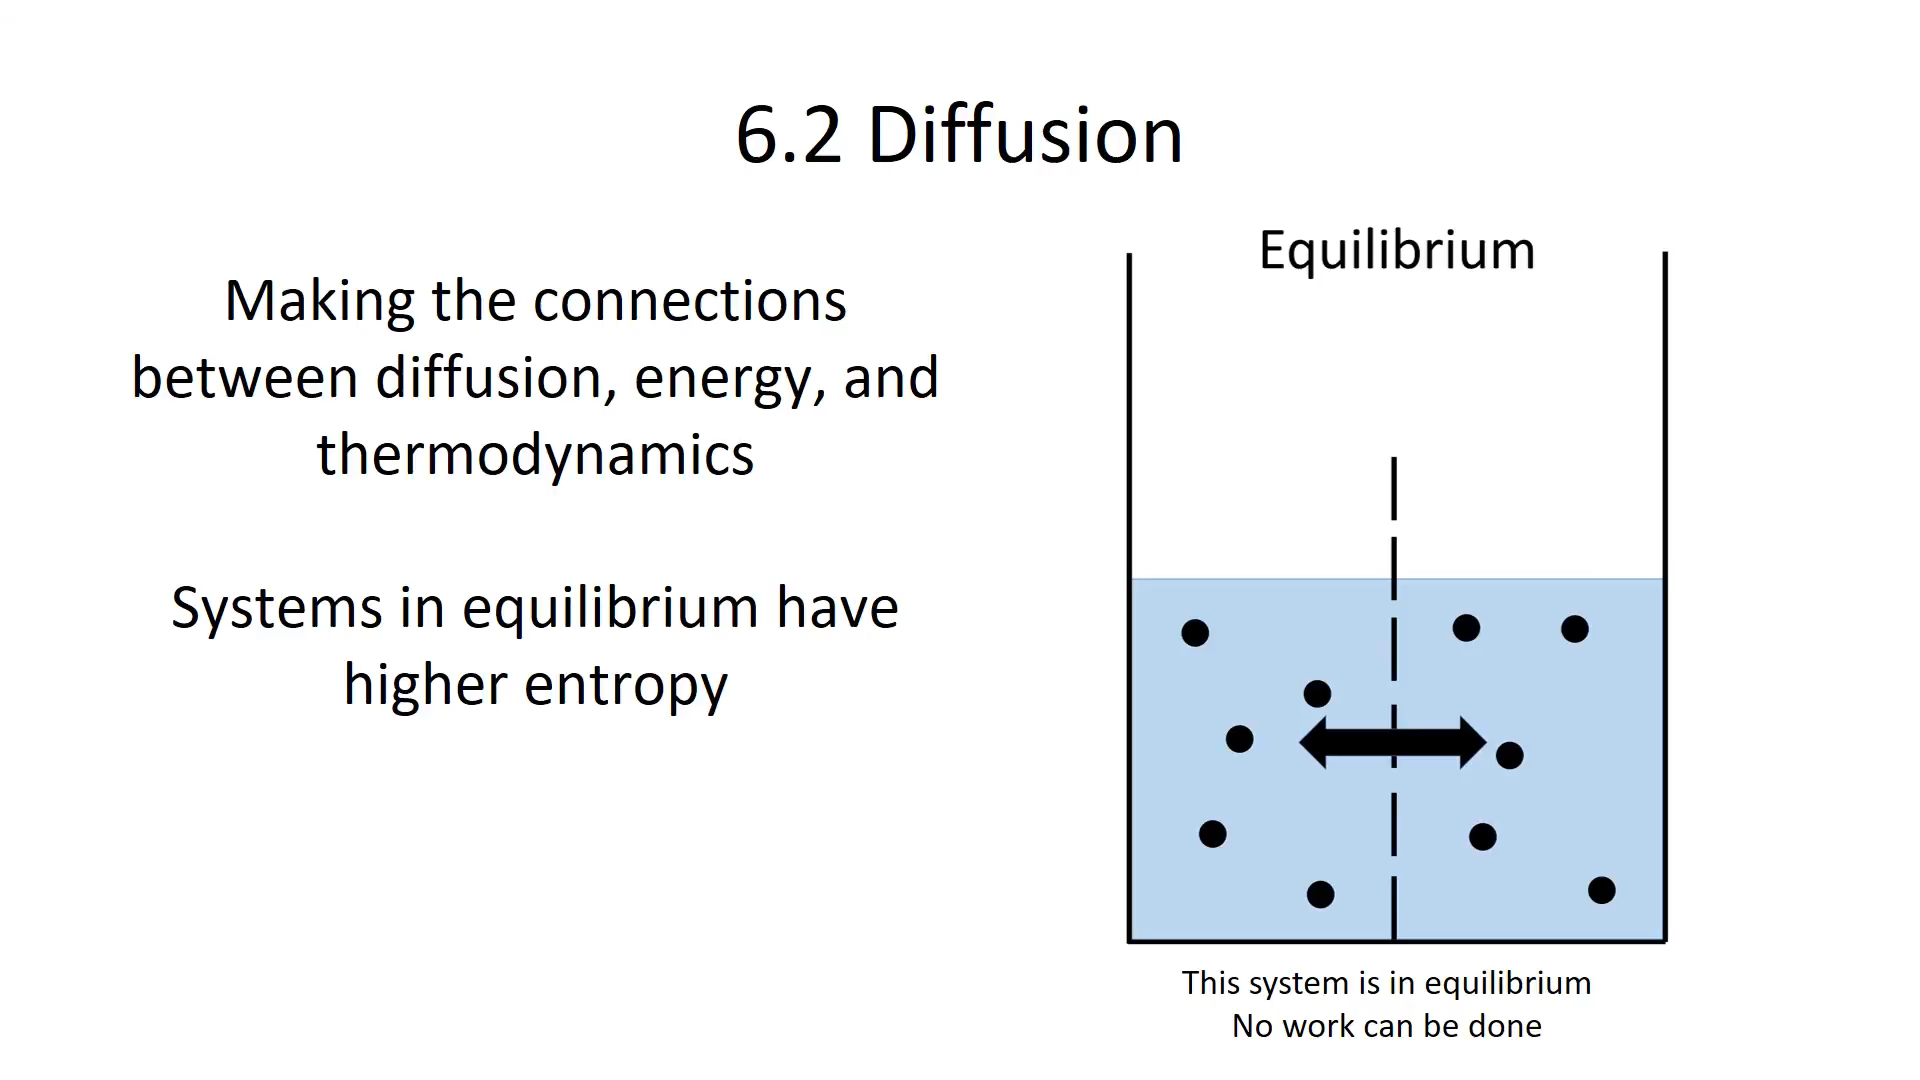 6.2 Diffusion
Making the connections
between diffusion, energy, and
thermodynamics
Systems in equilibrium have
higher entropy
Equilibrium
This system is in equilibrium
No work can be done